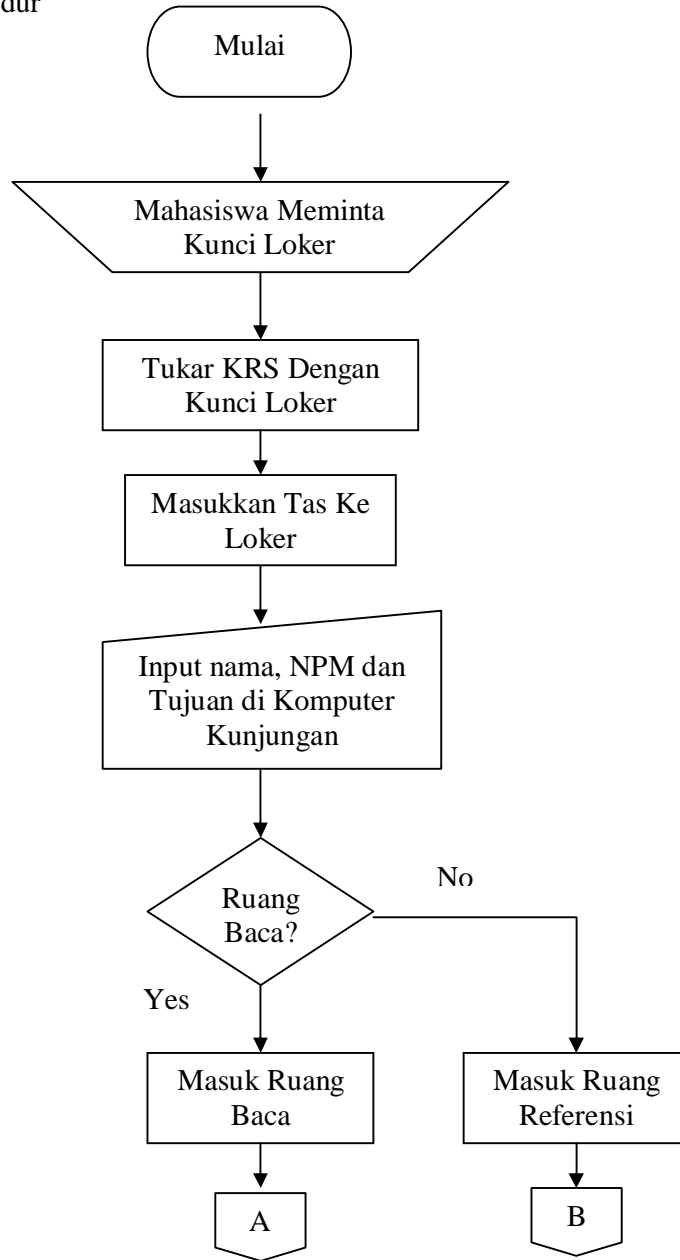 Mulai
Mahasiswa Meminta
Kunci Loker
Tukar KRS Dengan
Kunci Loker
Masukkan Tas Ke
Loker
Input nama, NPM dan
Tujuan di Komputer
Kunjungan
Ruang
Baca?
No
Yes
Masuk Ruang
Baca
Masuk Ruang
Referensi
A
B